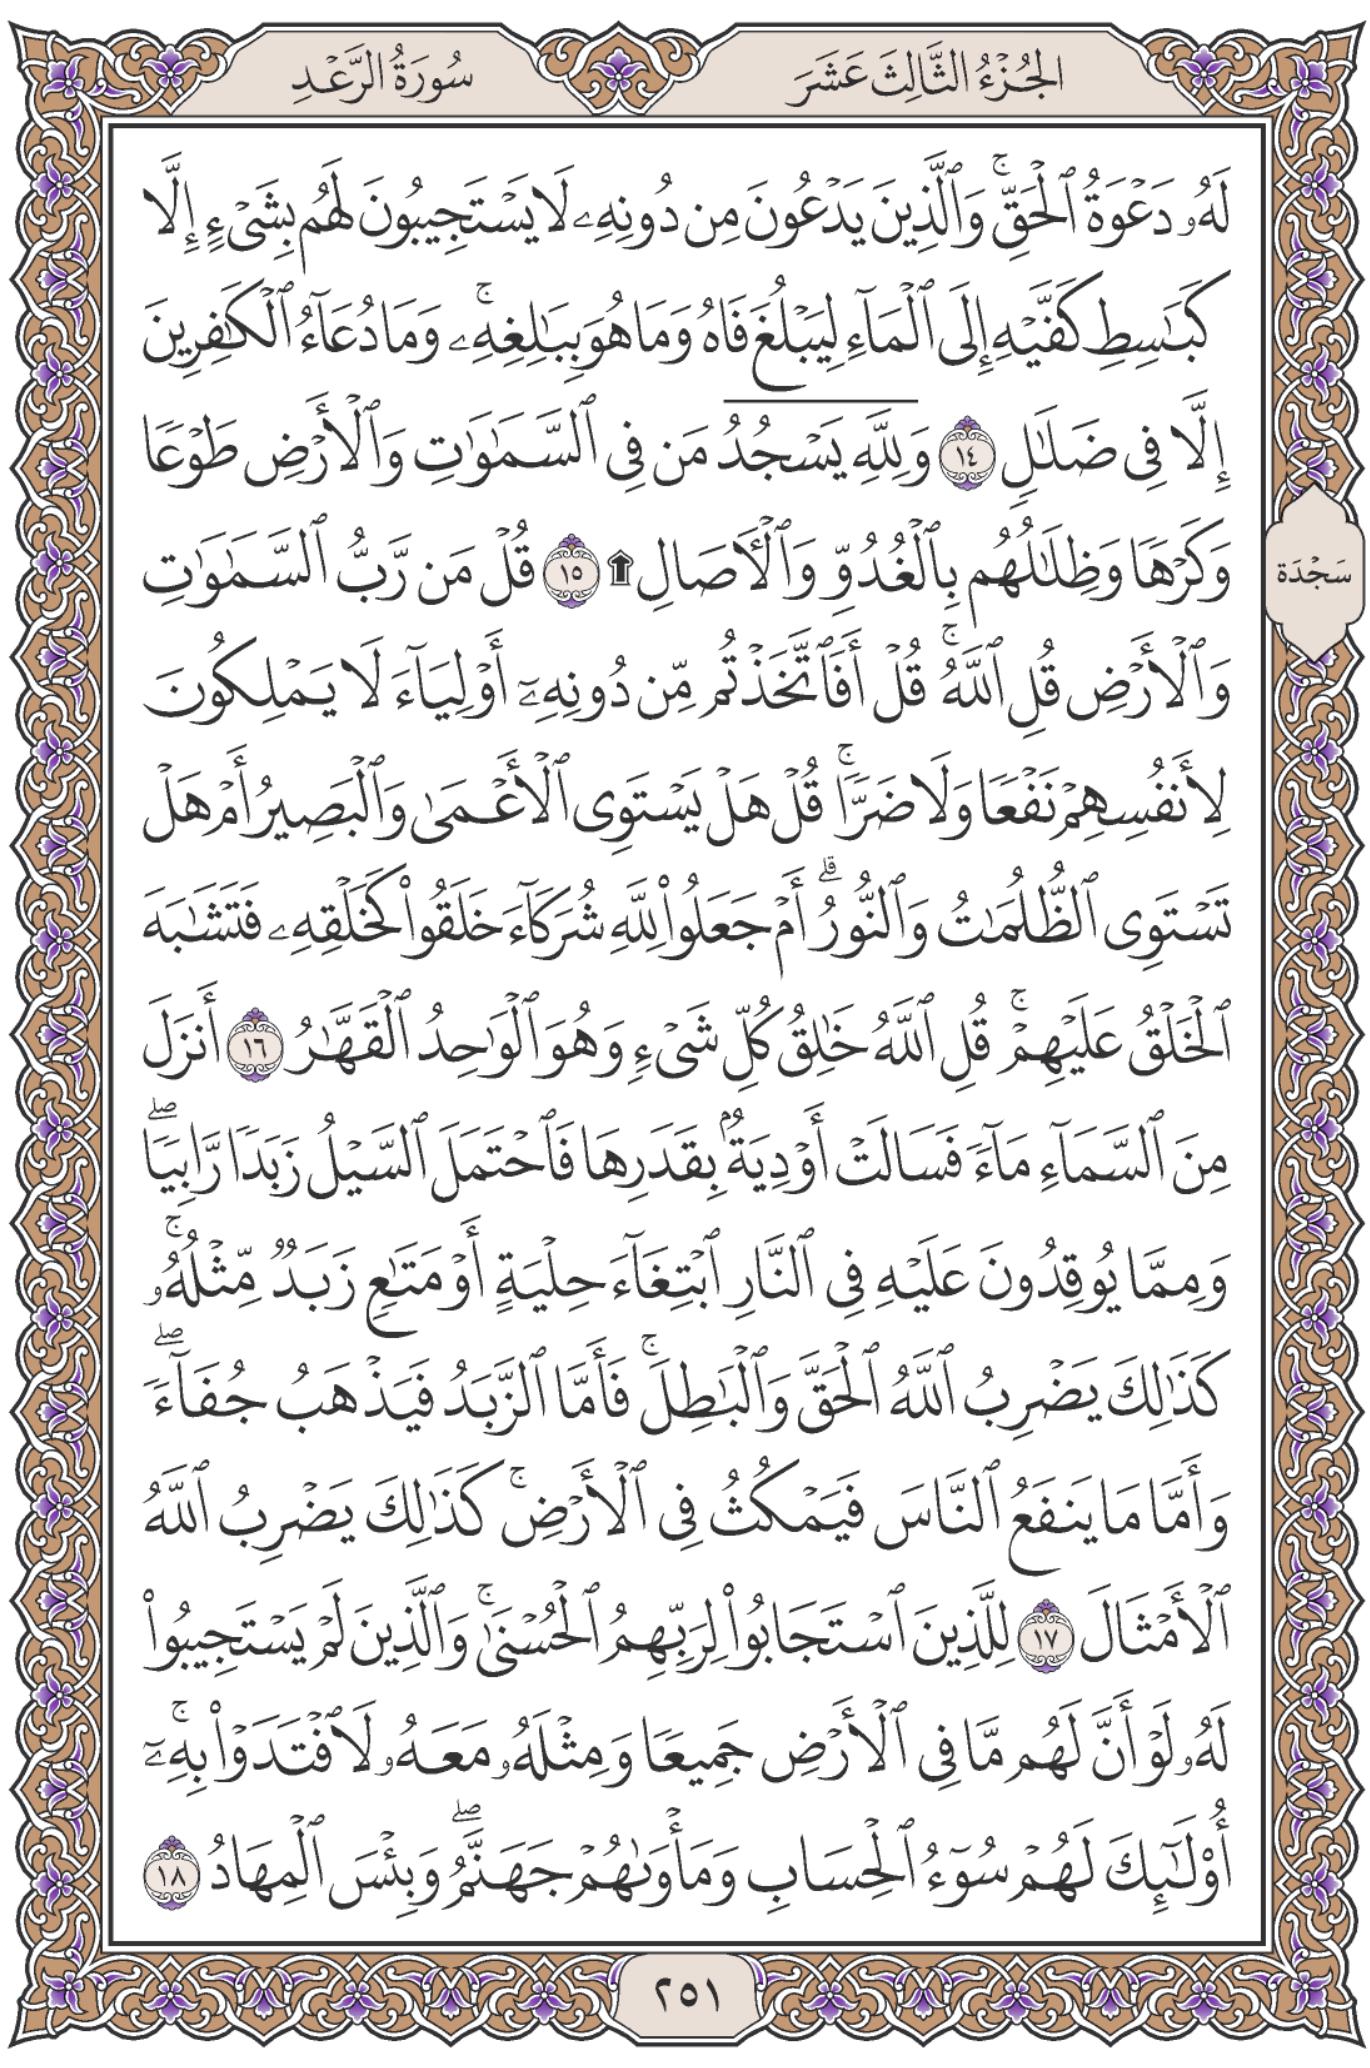 الجُزْءُ الثَّالِثَ عَشَرَ
سُورَةُ الرَّعْدِ
لَهُۥ دَعْوَةُ ٱلْحَقِّ ۚ وَٱلَّذِينَ يَدْعُونَ مِن دُونِهِۦ لَا يَسْتَجِيبُونَ لَهُم بِشَىْءٍ إِلَّا
كَبَـٰسِطِ كَفَّيْهِ إِلَى ٱلْمَآءِ لِيَبْلُغَ فَاهُ وَمَا هُوَ بِبَـٰلِغِهِۦ ۚ وَمَا دُعَآءُ ٱلْكَـٰفِرِينَ
إِلَّا فِى ضَلَـٰلٍ ١٤ وَلِلَّهِ يَسْجُدُ مَن فِى ٱلسَّمَـٰوَٰتِ وَٱلْأَرْضِ طَوْعًا
وَكَرْهًا وَظِلَـٰلُهُم بِٱلْغُدُوِّ وَٱلْـَٔاصَالِ ۩ ١٥ قُلْ مَن رَّبُّ ٱلسَّمَـٰوَٰتِ
سَجْدَة
وَٱلْأَرْضِ قُلِ ٱللَّهُ ۚ قُلْ أَفَٱتَّخَذْتُم مِّن دُونِهِۦٓ أَوْلِيَآءَ لَا يَمْلِكُونَ
لِأَنفُسِهِمْ نَفْعًا وَلَا ضَرًّا ۚ قُلْ هَلْ يَسْتَوِى ٱلْأَعْمَىٰ وَٱلْبَصِيرُ أَمْ هَلْ
تَسْتَوِى ٱلظُّلُمَـٰتُ وَٱلنُّورُ ۗ أَمْ جَعَلُوا۟ لِلَّهِ شُرَكَآءَ خَلَقُوا۟ كَخَلْقِهِۦ فَتَشَـٰبَهَ
ٱلْخَلْقُ عَلَيْهِمْ ۚ قُلِ ٱللَّهُ خَـٰلِقُ كُلِّ شَىْءٍ وَهُوَ ٱلْوَٰحِدُ ٱلْقَهَّـٰرُ ١٦ أَنزَلَ
مِنَ ٱلسَّمَآءِ مَآءً فَسَالَتْ أَوْدِيَةٌۢ بِقَدَرِهَا فَٱحْتَمَلَ ٱلسَّيْلُ زَبَدًا رَّابِيًا ۖ
وَمِمَّا يُوقِدُونَ عَلَيْهِ فِى ٱلنَّارِ ٱبْتِغَآءَ حِلْيَةٍ أَوْ مَتَـٰعٍ زَبَدٌ مِّثْلُهُۥ ۚ
كَذَٰلِكَ يَضْرِبُ ٱللَّهُ ٱلْحَقَّ وَٱلْبَـٰطِلَ ۚ فَأَمَّا ٱلزَّبَدُ فَيَذْهَبُ جُفَآءً ۖ
وَأَمَّا مَا يَنفَعُ ٱلنَّاسَ فَيَمْكُثُ فِى ٱلْأَرْضِ ۚ كَذَٰلِكَ يَضْرِبُ ٱللَّهُ
ٱلْأَمْثَالَ ١٧ لِلَّذِينَ ٱسْتَجَابُوا۟ لِرَبِّهِمُ ٱلْحُسْنَىٰ ۚ وَٱلَّذِينَ لَمْ يَسْتَجِيبُوا۟
لَهُۥ لَوْ أَنَّ لَهُم مَّا فِى ٱلْأَرْضِ جَمِيعًا وَمِثْلَهُۥ مَعَهُۥ لَٱفْتَدَوْا۟ بِهِۦٓ ۚ
أُو۟لَـٰٓئِكَ لَهُمْ سُوٓءُ ٱلْحِسَابِ وَمَأْوَىٰهُمْ جَهَنَّمُ ۖ وَبِئْسَ ٱلْمِهَادُ ١٨
٢٥١